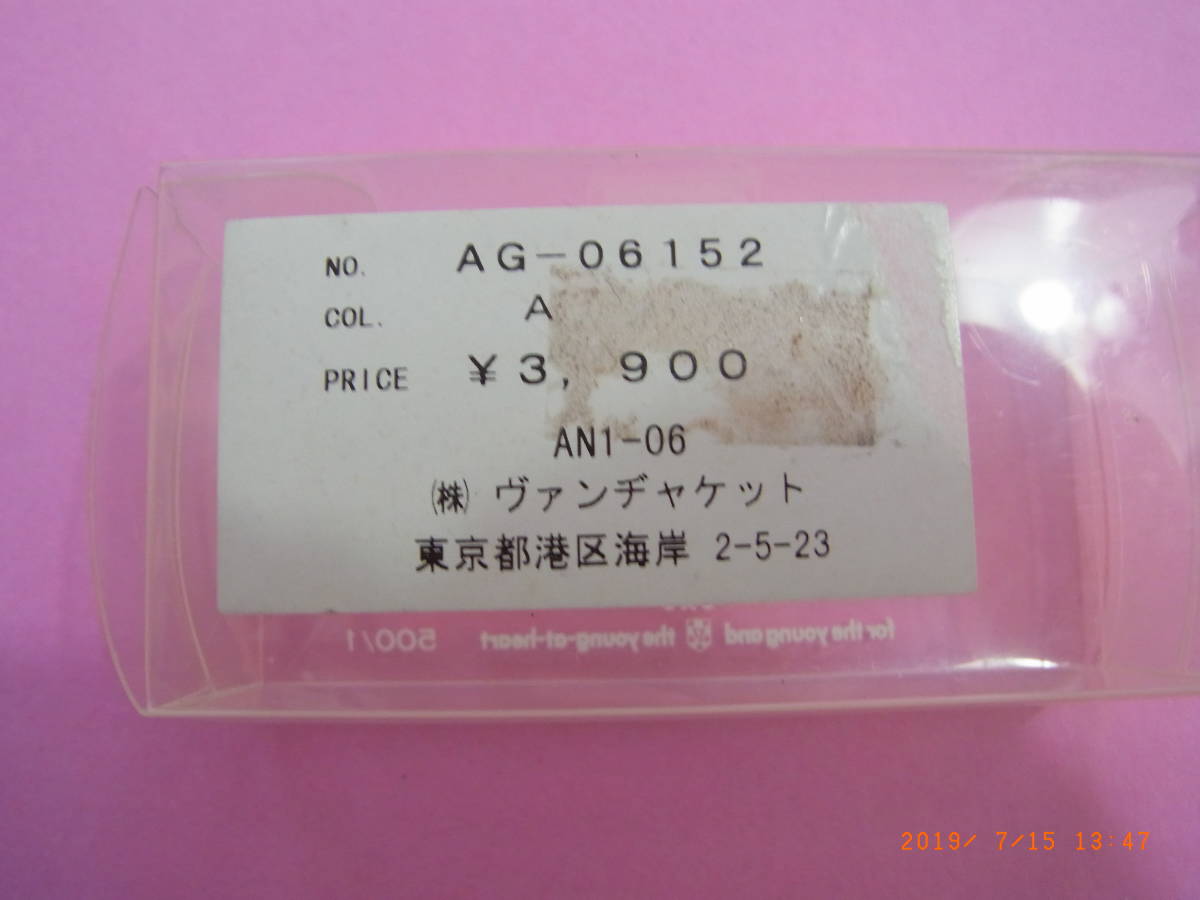 NO. AG-06152
COL. A
PRICE ¥3,900
AN1-06
㈱ ヴァンヂャケット
東京都港区海岸 2-5-23
for the young and the young-at-heart 500/1
2019/ 7/15 13:47